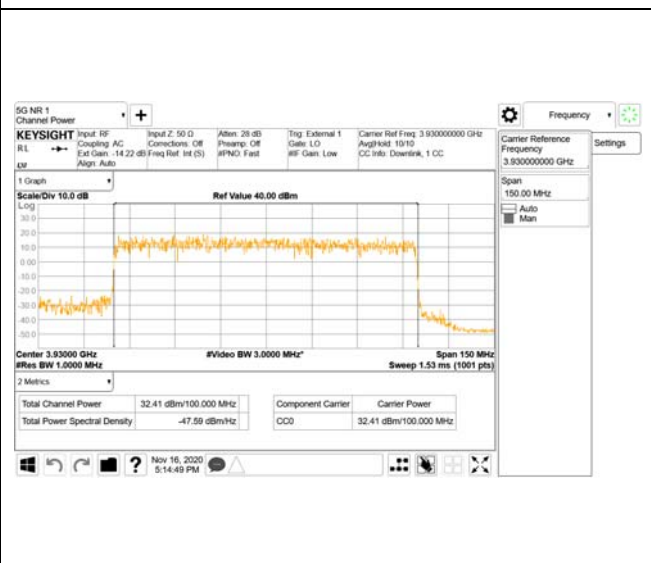 5G NR 1
Channel Power
Frequency
Settings
KEYSIGHT
RL
Input: RF
Coupling: AC
Ext Gain: -14.22 dB
Align: Auto
Input Z: 50 Ω
Corrections: Off
Freq Ref: Int (S)
Atten: 28 dB
Preamp: Off
#PNO: Fast
Trig: External 1
Gate: LO
#IF Gain: Low
Carrier Ref Freq: 3.930000000 GHz
Avg|Hold: 10/10
CC Info: Downlink, 1 CC
Carrier Reference
Frequency
3.930000000 GHz
Span
150.00 MHz
Auto
Man
1 Graph
Scale/Div 10.0 dB
Ref Value 40.00 dBm
Log
30.0
20.0
10.0
0.00
-10.0
-20.0
-30.0
-40.0
-50.0
Center 3.93000 GHz
#Video BW 3.0000 MHz*
Span 150 MHz
#Res BW 1.0000 MHz
Sweep 1.53 ms (1001 pts)
2 Metrics
Total Channel Power 32.41 dBm/100.000 MHz
Total Power Spectral Density -47.59 dBm/Hz
Component Carrier Carrier Power
CC0 32.41 dBm/100.000 MHz
?
Nov 16, 2020
5:14:49 PM